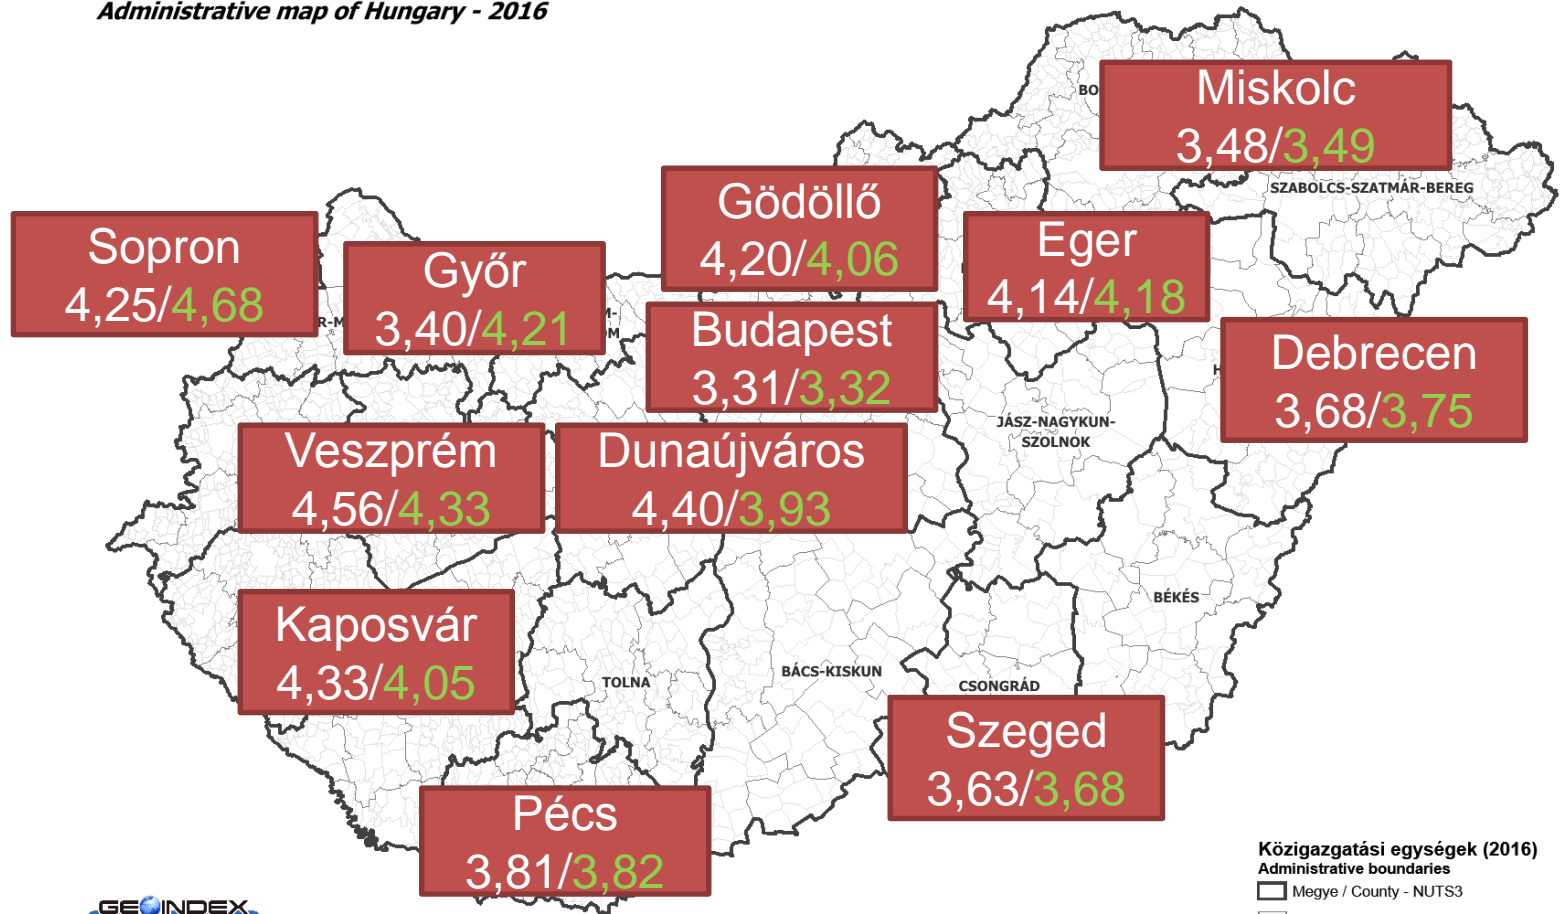 Administrative map of Hungary - 2016
BO
Miskolc
3,48/3,49
SZABOLCS-SZATMÁR-BEREG
Gödöllő
4,20/4,06
Eger
4,14/4,18
Sopron
4,25/4,68
R-M
Győr
3,40/4,21
M-
OM
Budapest
3,31/3,32
H
Debrecen
3,68/3,75
JÁSZ-NAGYKUN-
SZOLNOK
Veszprém
4,56/4,33
Dunaújváros
4,40/3,93
Kaposvár
4,33/4,05
TOLNA
BÁCS-KISKUN
BÉKÉS
CSONGRÁD
Szeged
3,63/3,68
Pécs
3,81/3,82
Közigazgatási egységek (2016)
Administrative boundaries
Megye / County - NUTS3
GEOINDEX